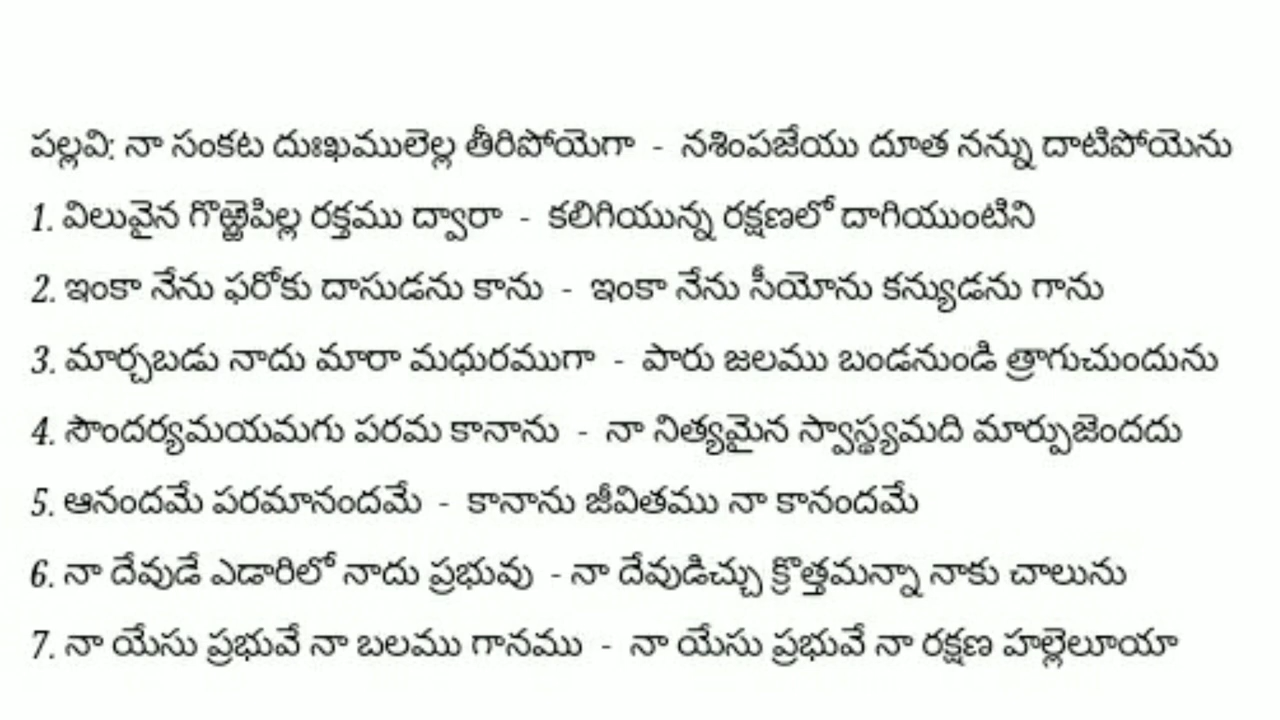 పల్లవి: నా సంకట దుఃఖములెల్ల తీరిపోయెగా - నశింపజేయు దూత నన్ను దాటిపోయెను
1. విలువైన గొఱ్ఱెపిల్ల రక్తము ద్వారా - కలిగియున్న రక్షణలో దాగియుంటిని
2. ఇంకా నేను ఫరోకు దాసుడను కాను - ఇంకా నేను సీయోను కన్యుడను గాను
3. మార్చబడు నాదు మారా మధురముగా - పారు జలము బండనుండి త్రాగుచుందును
4. సౌందర్యమయమగు పరమ కానాను - నా నిత్యమైన స్వాస్థ్యమది మార్పుజెందదు
5. ఆనందమే పరమానందమే - కానాను జీవితము నా కానందమే
6. నా దేవుడే ఎడారిలో నాదు ప్రభువు - నా దేవుడిచ్చు క్రొత్తమన్నా నాకు చాలును
7. నా యేసు ప్రభువే నా బలము గానము - నా యేసు ప్రభువే నా రక్షణ హల్లెలూయా